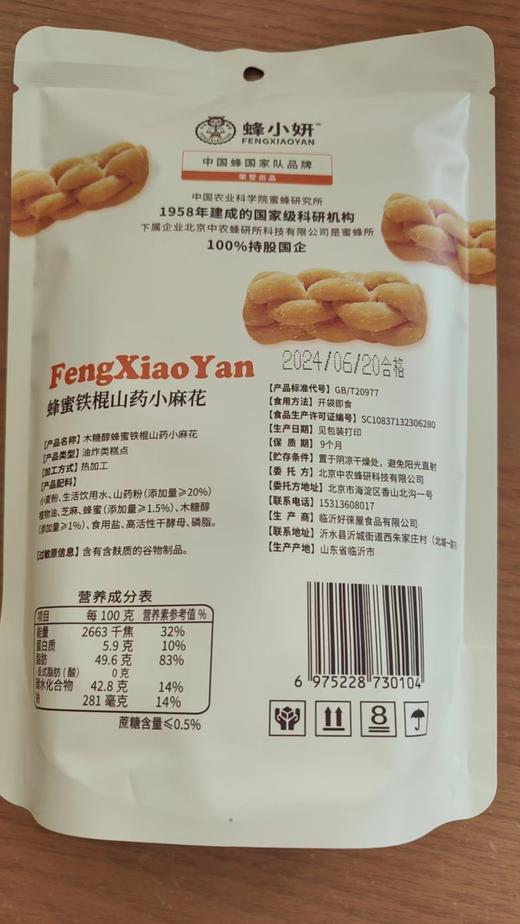 蜂小妍™
FENGXIAOYAN
中国蜂国家队品牌
荣誉出品
中国农业科学院蜜蜂研究所
1958年建成的国家级科研机构
下属企业北京中农蜂研所科技有限公司是蜜蜂所
100%持股国企
FengXiaoYan
蜂蜜铁棍山药小麻花
2024/06/20合格
【产品名称】木糖醇蜂蜜铁棍山药小麻花
【产品类型】油炸类糕点
【加工方式】热加工
【产品配料】
小麦粉、生活饮用水、山药粉(添加量≥20%)
植物油、芝麻、蜂蜜(添加量≥1.5%)、木糖醇
(添加量≥1%)、食用盐、高活性干酵母、磷脂。
【过敏原信息】含有含麸质的谷物制品。
【产品标准代号】GB/T20977
【食用方法】开袋即食
【食品生产许可证编号】SC10837132306280
【生产日期】见包装打印
【保 质 期】9个月
【贮存条件】置于阴凉干燥处，避免阳光直射
【委 托 方】北京中农蜂研科技有限公司
【委托方地址】北京市海淀区香山北沟一号
【联系电话】15313608017
【生 产 商】临沂好徕屋食品有限公司
【联系地址】沂水县沂城街道西朱家庄村（北城一
【生产产地】山东省临沂市
营养成分表
项目 每 100 克 营养素参考值 %
能量 2663 千焦 32%
蛋白质 5.9 克 10%
脂肪 49.6 克 83%
-反式脂肪(酸) 0 克
碳水化合物 42.8 克 14%
钠 281 毫克 14%
蔗糖含量≤0.5%
6 975228 730104
8